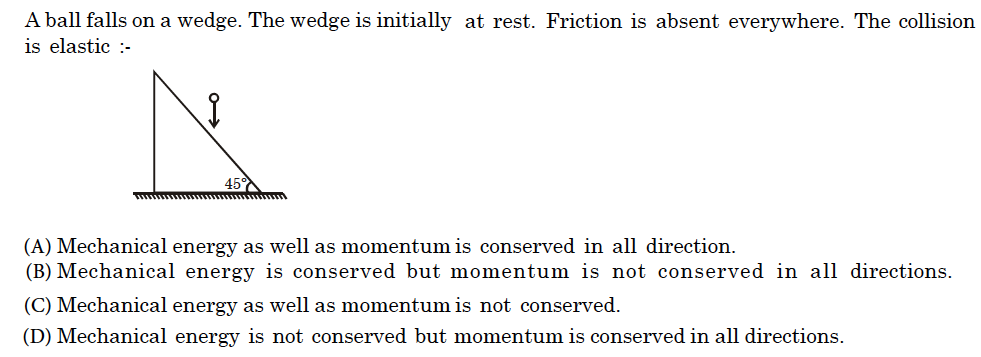 A ball falls on a wedge. The wedge is initially at rest. Friction is absent everywhere. The collision
is elastic :-
45°
(A) Mechanical energy as well as momentum is conserved in all direction.
(B) Mechanical energy is conserved but momentum is not conserved in all directions.
(C) Mechanical energy as well as momentum is not conserved.
(D) Mechanical energy is not conserved but momentum is conserved in all directions.